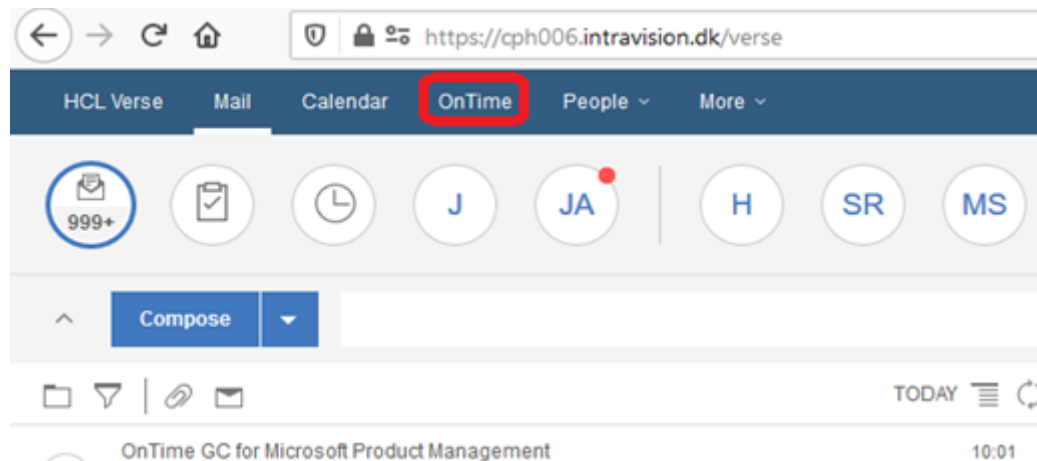 https://cph006.intravision.dk/verse
HCL Verse Mail Calendar OnTime People More
999+ J JA H SR MS
Compose
TODAY
OnTime GC for Microsoft Product Management 10:01